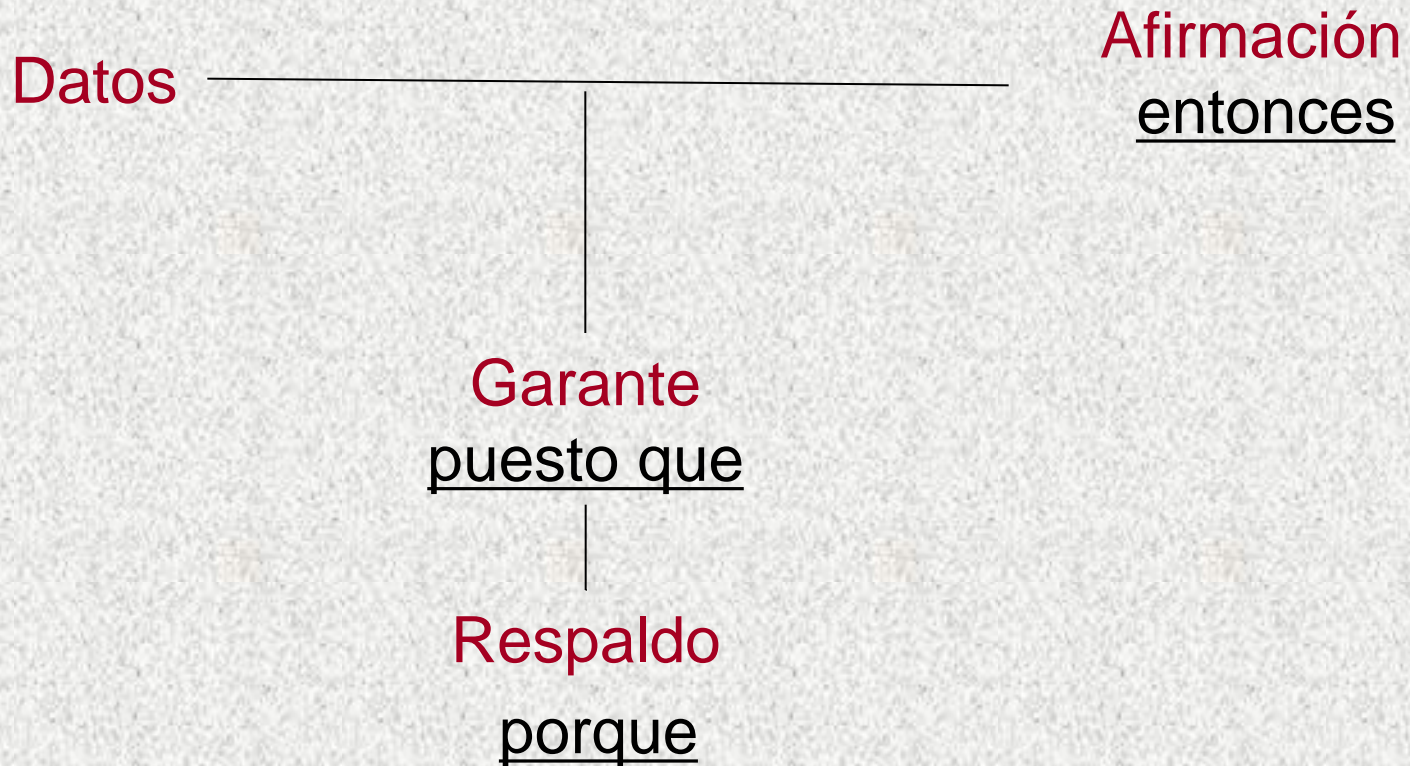 Datos
Afirmación
entonces
Garante
puesto que
Respaldo
porque